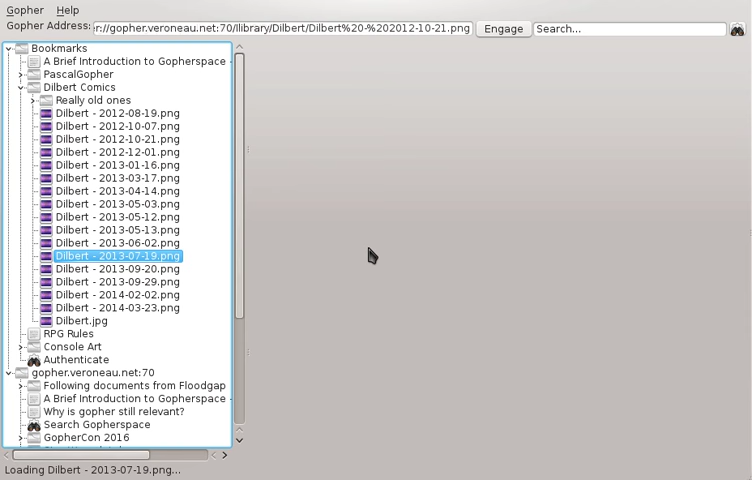 Gopher Help
Gopher Address: r://gopher.veroneau.net:70/Ilibrary/Dilbert/Dilbert%20-%202012-10-21.png Engage Search...
Bookmarks
A Brief Introduction to Gopherspace -
PascalGopher
Dilbert Comics
Really old ones
Dilbert - 2012-08-19.png
Dilbert - 2012-10-07.png
Dilbert - 2012-10-21.png
Dilbert - 2012-12-01.png
Dilbert - 2013-01-16.png
Dilbert - 2013-03-17.png
Dilbert - 2013-04-14.png
Dilbert - 2013-05-03.png
Dilbert - 2013-05-12.png
Dilbert - 2013-05-13.png
Dilbert - 2013-06-02.png
Dilbert - 2013-07-19.png
Dilbert - 2013-09-20.png
Dilbert - 2013-09-29.png
Dilbert - 2014-02-02.png
Dilbert - 2014-03-23.png
Dilbert.jpg
RPG Rules
Console Art
Authenticate
gopher.veroneau.net:70
Following documents from Floodgap
A Brief Introduction to Gopherspace -
Why is gopher still relevant?
Search Gopherspace
GopherCon 2016
Loading Dilbert - 2013-07-19.png...